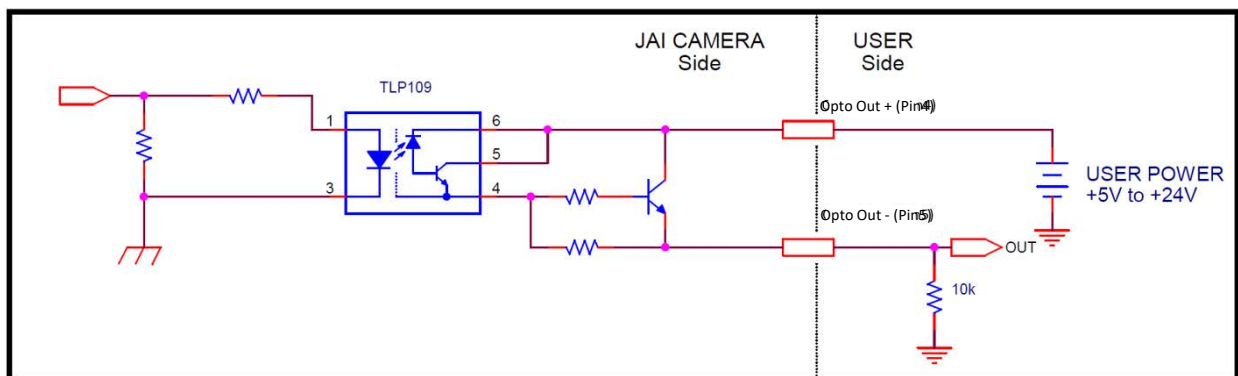 JAI CAMERA
Side
USER
Side
TLP109
Opto Out + (Pin4)
1
6
5
3
4
USER POWER
+5V to +24V
Opto Out - (Pin5)
OUT
10k